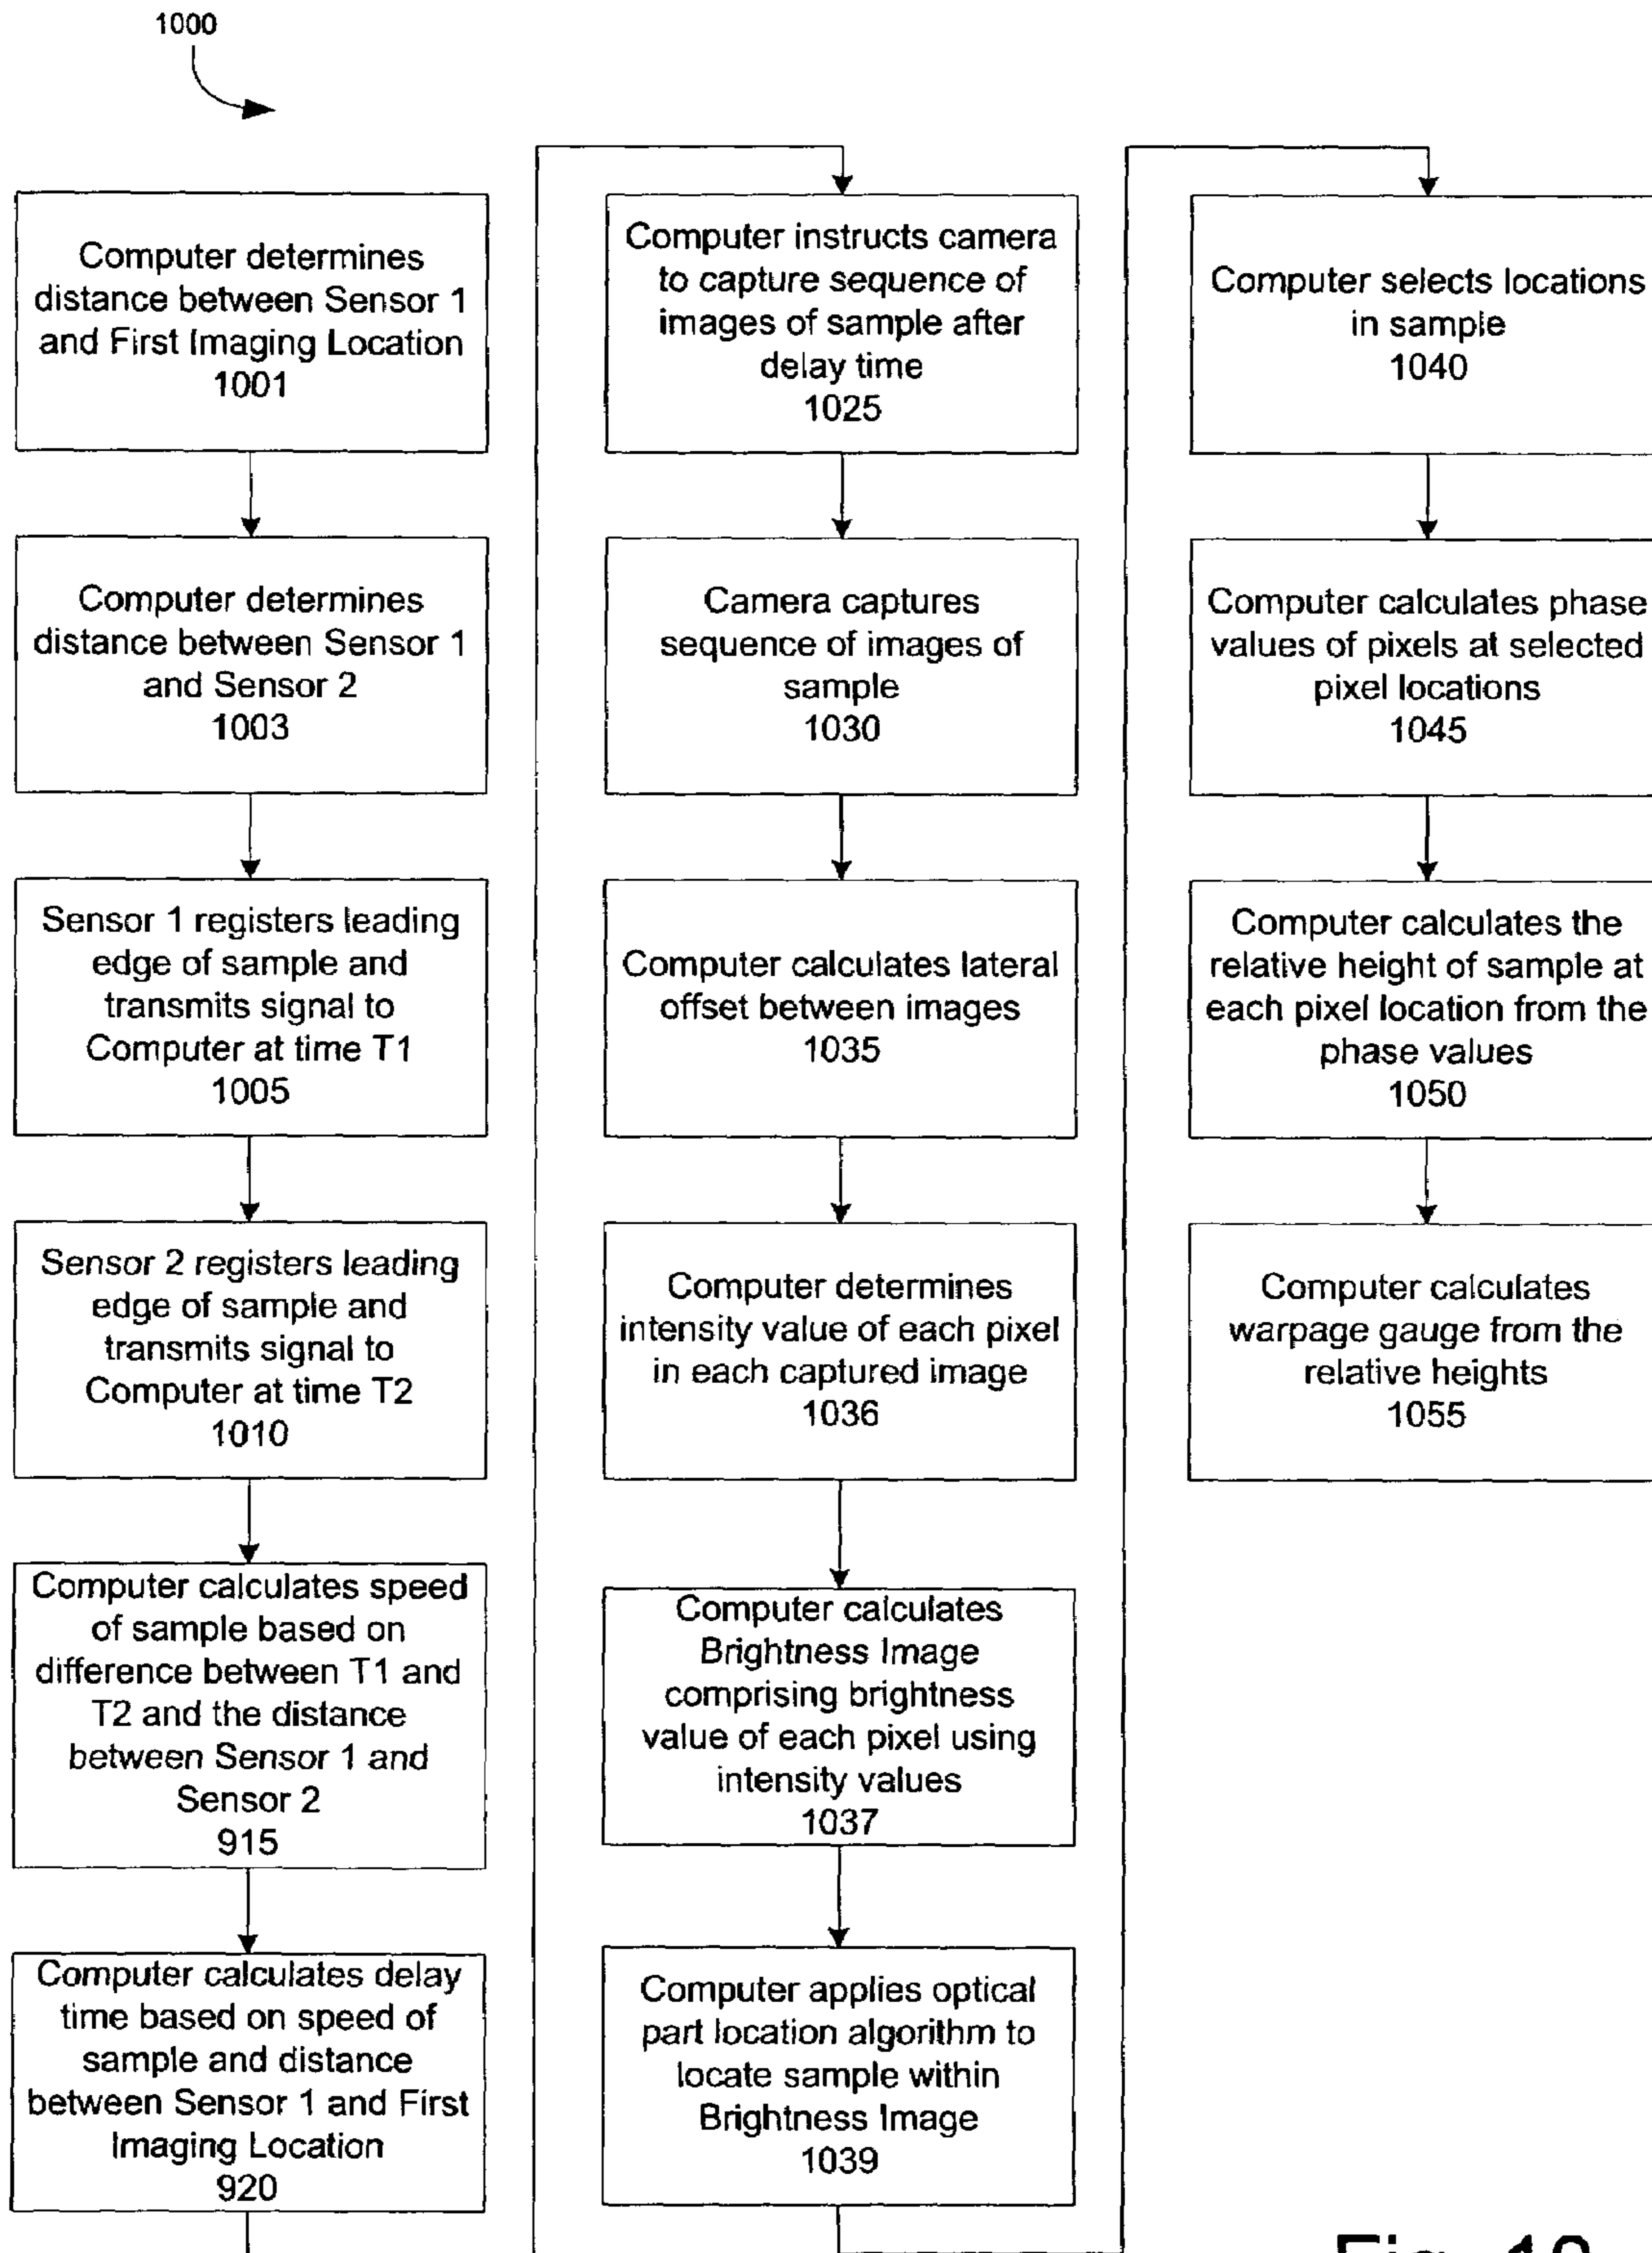 1000
Computer determines
distance between Sensor 1
and First Imaging Location
1001
Computer determines
distance between Sensor 1
and Sensor 2
1003
Sensor 1 registers leading
edge of sample and
transmits signal to
Computer at time T1
1005
Sensor 2 registers leading
edge of sample and
transmits signal to
Computer at time T2
1010
Computer calculates speed
of sample based on
difference between T1 and
T2 and the distance
between Sensor 1 and
Sensor 2
915
Computer calculates delay
time based on speed of
sample and distance
between Sensor 1 and First
Imaging Location
920
Computer instructs camera
to capture sequence of
images of sample after
delay time
1025
Camera captures
sequence of images of
sample
1030
Computer calculates lateral
offset between images
1035
Computer determines
intensity value of each pixel
in each captured image
1036
Computer calculates
Brightness Image
comprising brightness
value of each pixel using
intensity values
1037
Computer applies optical
part location algorithm to
locate sample within
Brightness Image
1039
Computer selects locations
in sample
1040
Computer calculates phase
values of pixels at selected
pixel locations
1045
Computer calculates the
relative height of sample at
each pixel location from the
phase values
1050
Computer calculates
warpage gauge from the
relative heights
1055
Fig. 10